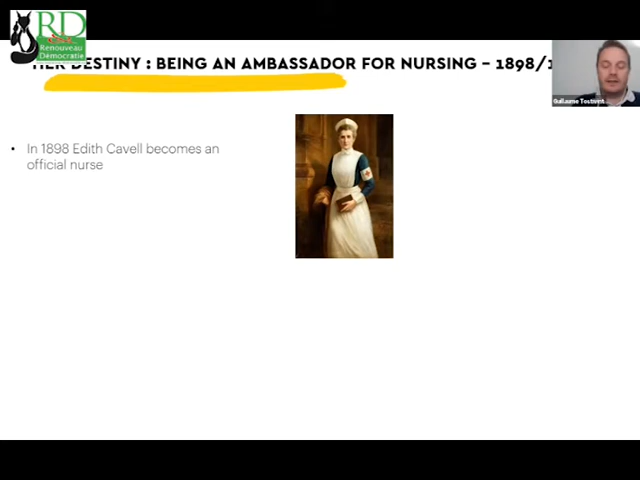 RD
Renouveau
Démocratie
HER DESTINY : BEING AN AMBASSADOR FOR NURSING – 1898/1
Guillaume Tostivint
• In 1898 Edith Cavell becomes an
official nurse